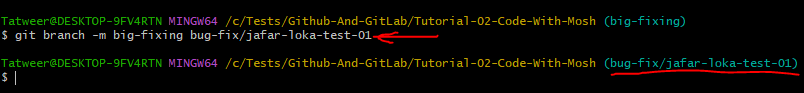 Tatweer@DESKTOP-9FV4RTN MINGW64 /c/Tests/Github-And-GitLab/Tutorial-02-Code-With-Mosh (big-fixing)
$ git branch -m big-fixing bug-fix/jafar-loka-test-01
Tatweer@DESKTOP-9FV4RTN MINGW64 /c/Tests/Github-And-GitLab/Tutorial-02-Code-With-Mosh (bug-fix/jafar-loka-test-01)
$